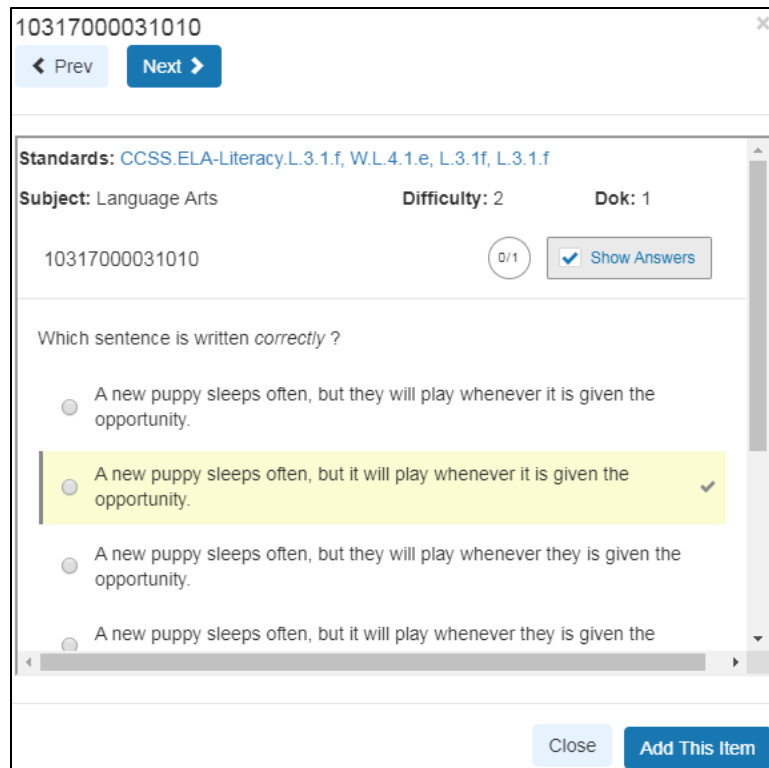 10317000031010
×
Prev Next
Standards: CCSS.ELA-Literacy.L.3.1.f, W.L.4.1.e, L.3.1f, L.3.1.f
Subject: Language Arts Difficulty: 2 Dok: 1
10317000031010 0/1 Show Answers
Which sentence is written correctly ?
A new puppy sleeps often, but they will play whenever it is given the
opportunity.
A new puppy sleeps often, but it will play whenever it is given the
opportunity.
A new puppy sleeps often, but they will play whenever they is given the
opportunity.
A new puppy sleeps often, but it will play whenever they is given the
Close Add This Item